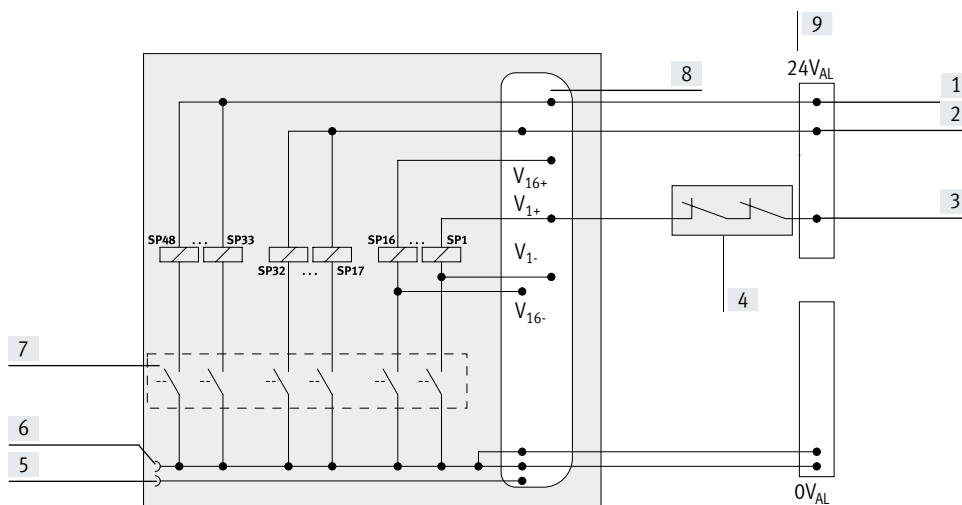 9
24VAL
8
1
2
V16+
V1+
3
SP48 ... SP33
SP16 ... SP1
V1-
SP32 ... SP17
4
V16-
7
6
5
0VAL